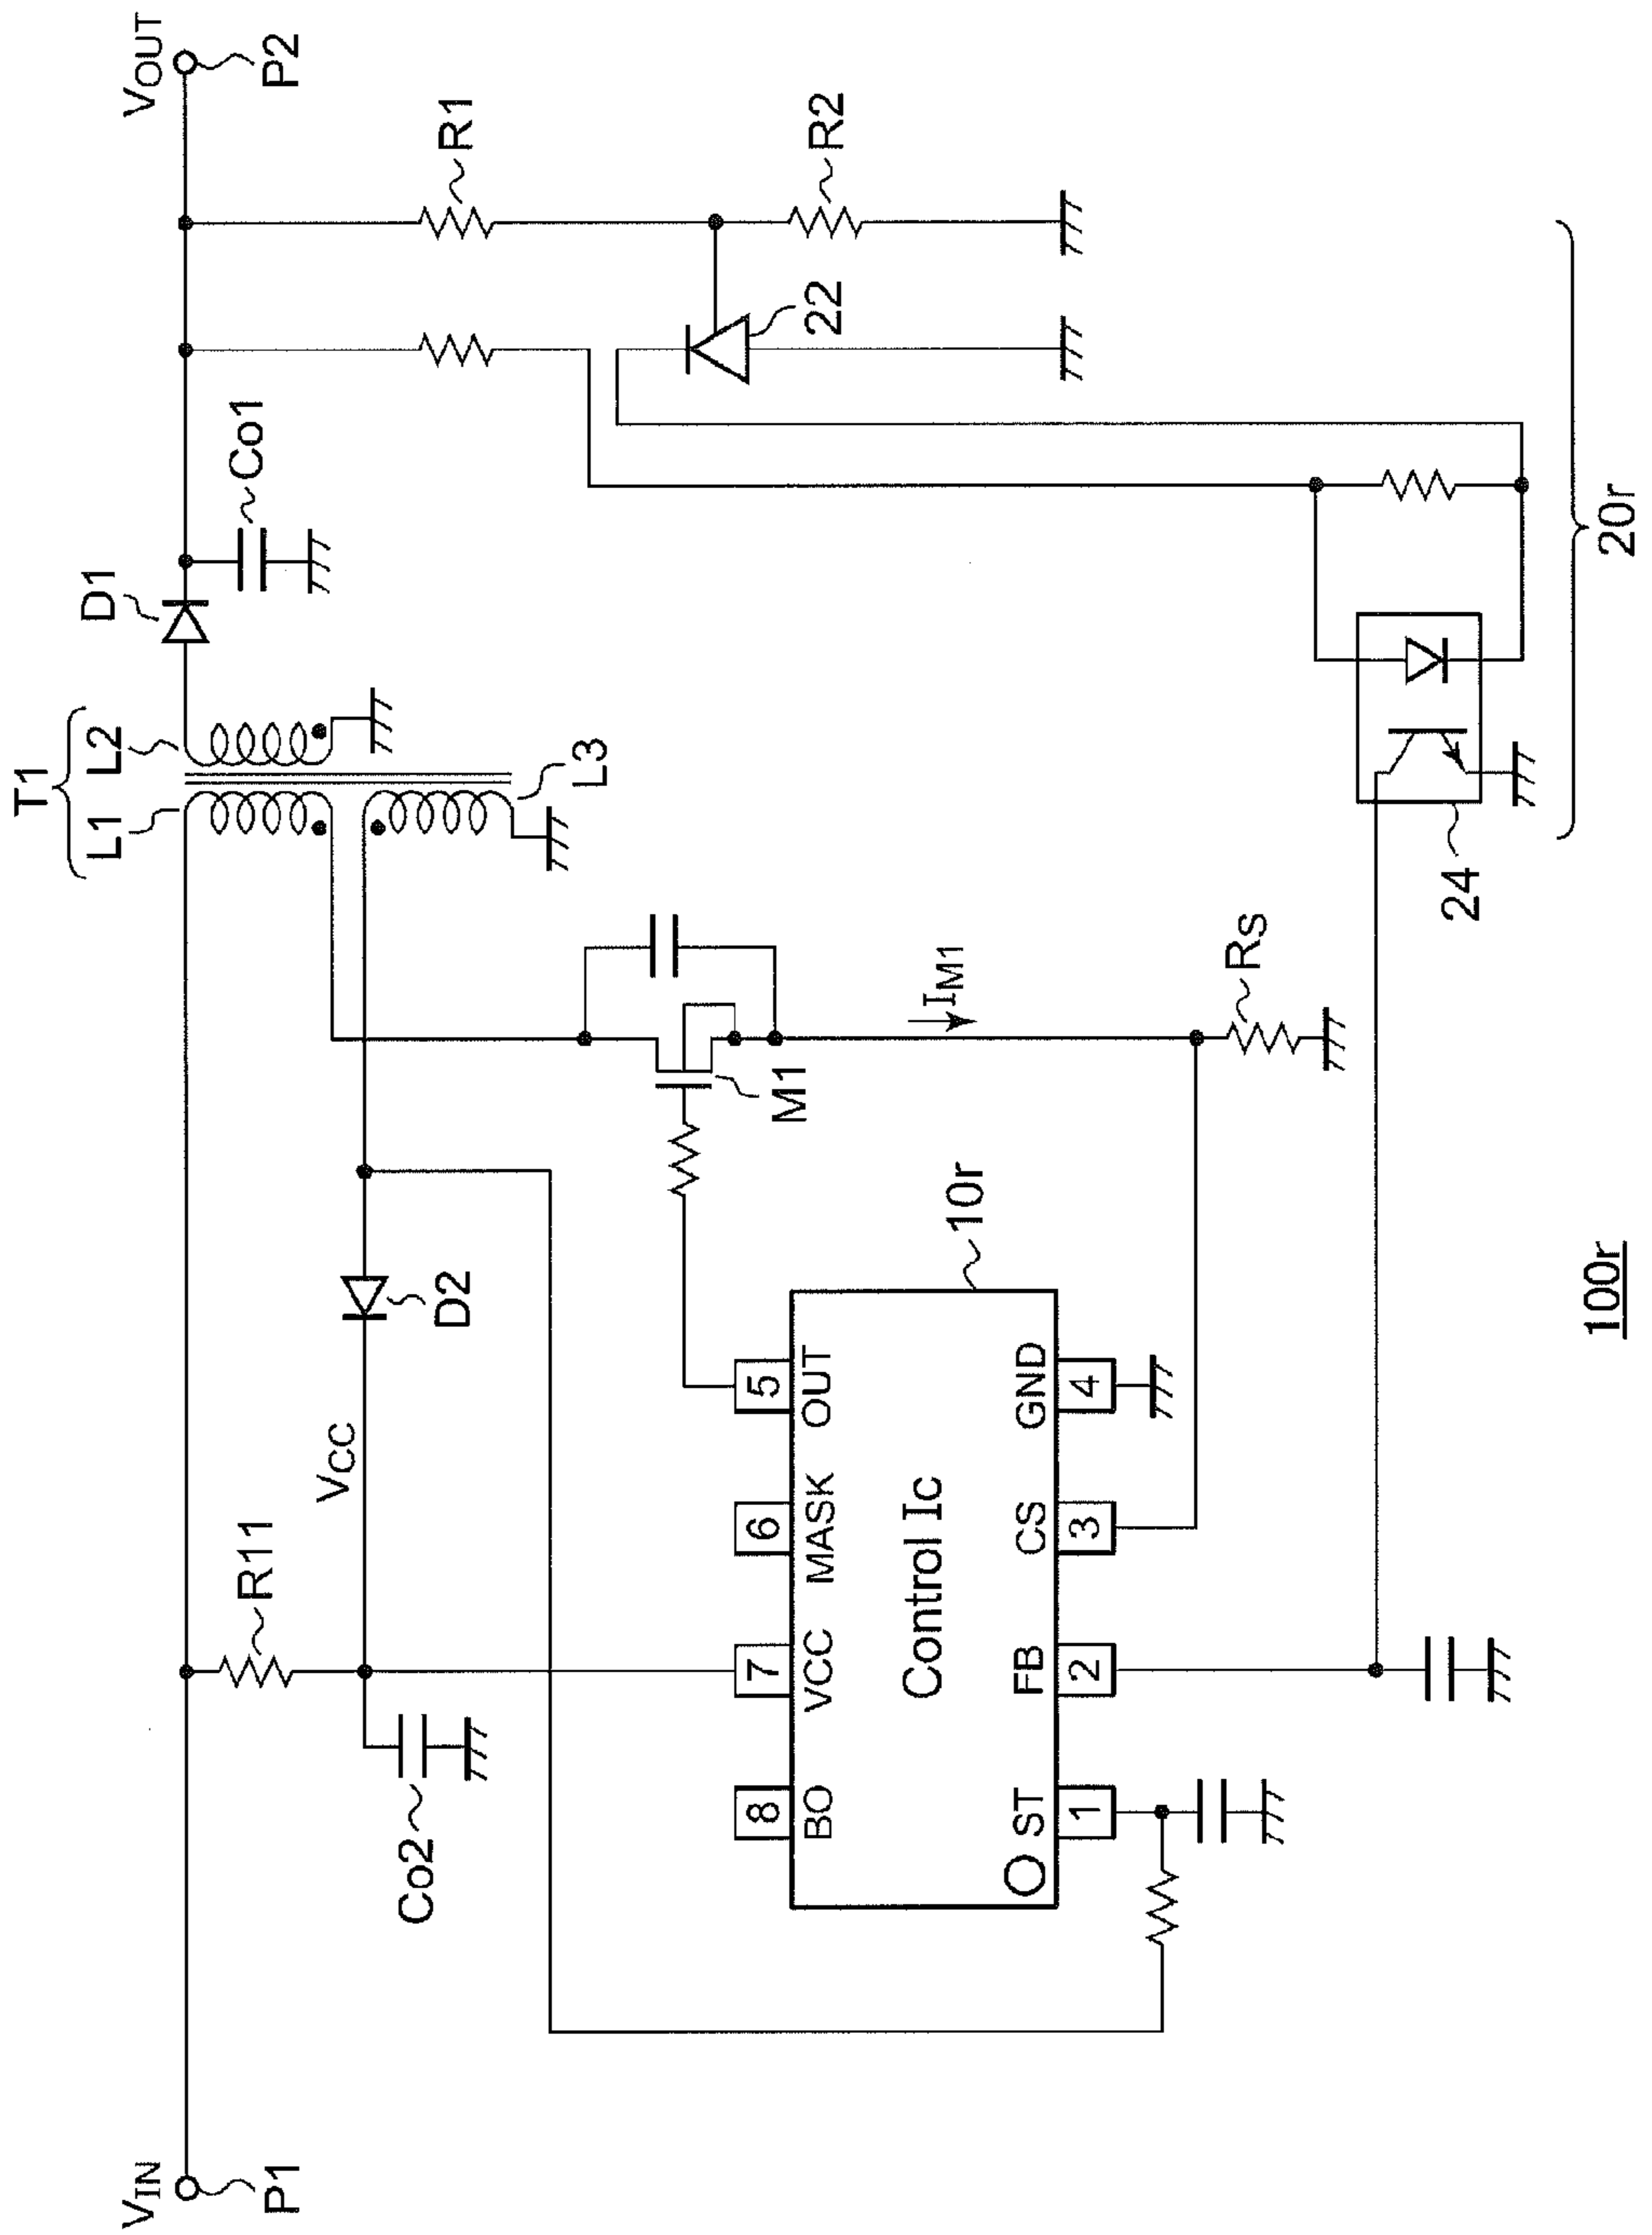 T1
L1
L2
D1
VIN
VOUT
P1
P2
R11
VCC
Co1
Co2
D2
L3
R1
R2
22
M1
IM1
RS
8
7
6
5
BO
VCC
MASK
OUT
10r
Control Ic
ST
FB
CS
GND
1
2
3
4
24
20r
100r